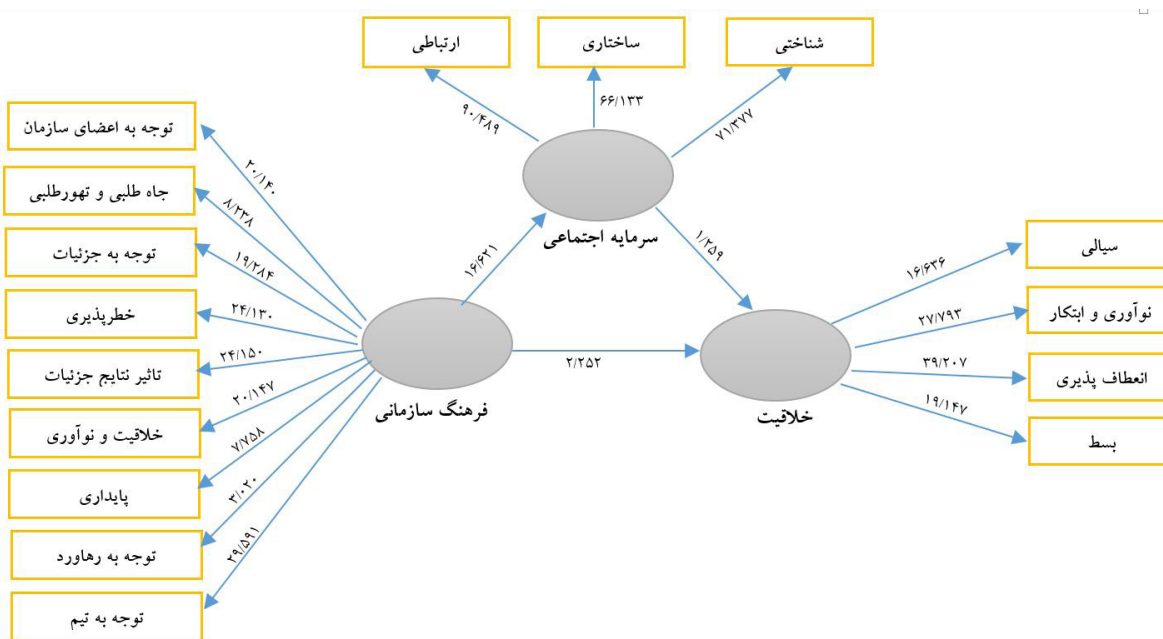 ارتباطی
ساختاری
شناختی
۹۰/۴۸۹
۶۶/۱۳۳
۷۱/۳۷۷
سرمایه اجتماعی
توجه به اعضای سازمان
جاه طلبی و تهورطلبی
توجه به جزئیات
خطرپذیری
تاثیر نتایج جزئیات
خلاقیت و نوآوری
پایداری
توجه به رهاورد
توجه به تیم
۲۰/۱۴۰
۸/۲۳۸
۱۹/۲۸۴
۲۴/۱۳۰
۲۴/۱۵۰
۲۰/۱۴۷
۷/۷۵۸
۳/۰۲۰
۲۹/۵۹۱
فرهنگ سازمانی
۱۶/۶۲۱
۱/۲۵۹
۲/۲۵۲
خلاقیت
۱۶/۶۳۶
۲۷/۷۹۳
۳۹/۲۰۷
۱۹/۱۴۷
سیالی
نوآوری و ابتکار
انعطاف پذیری
بسط